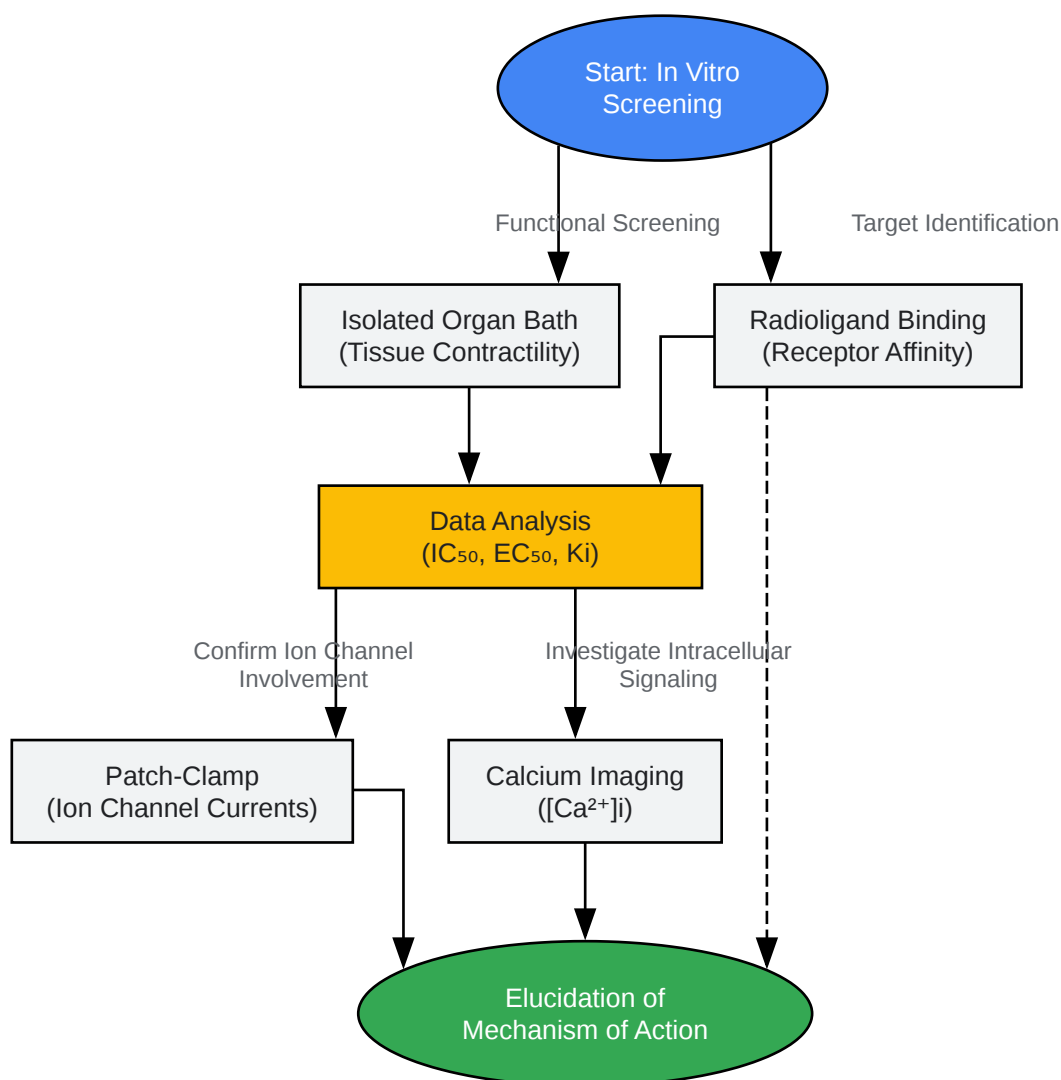 Start: In Vitro
Screening
Functional Screening
Target Identification
Isolated Organ Bath
(Tissue Contractility)
Radioligand Binding
(Receptor Affinity)
Data Analysis
(IC₅₀, EC₅₀, Ki)
Confirm Ion Channel
Involvement
Investigate Intracellular
Signaling
Patch-Clamp
(Ion Channel Currents)
Calcium Imaging
([Ca²⁺]i)
Elucidation of
Mechanism of Action